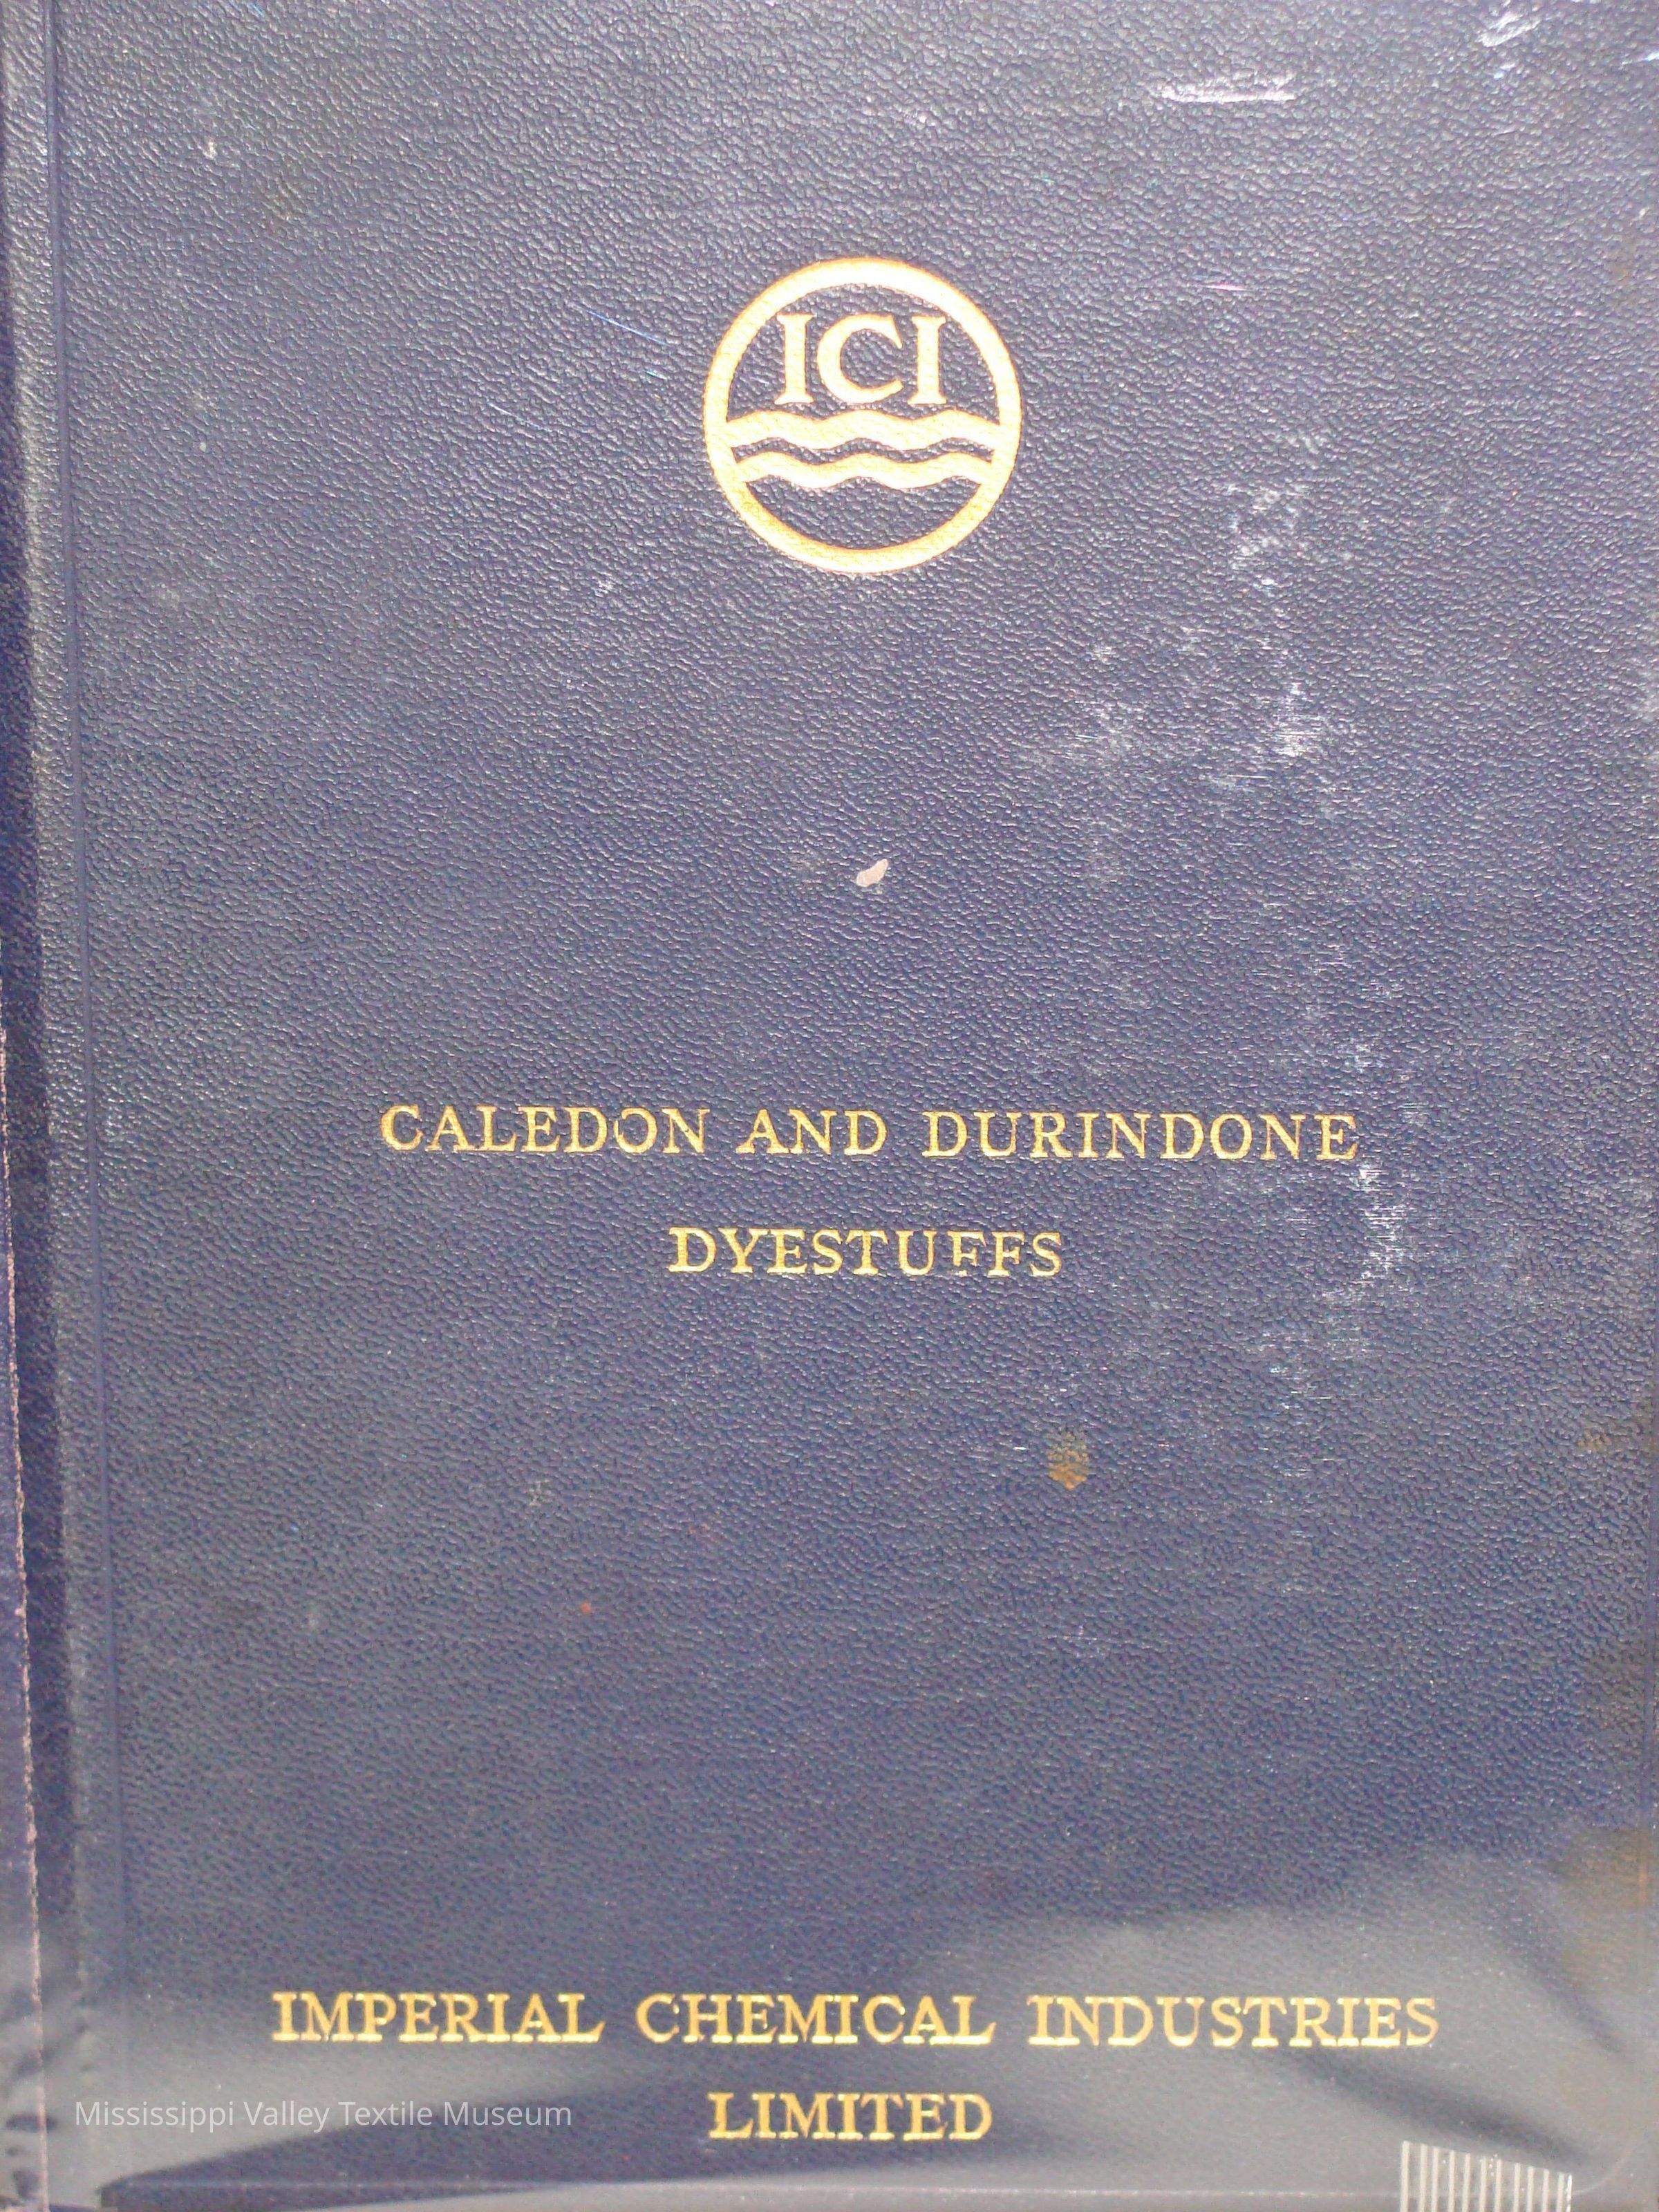 ICI
CALEDON AND DURINDONE
DYESTUFFS
IMPERIAL CHEMICAL INDUSTRIES
LIMITED
Mississippi Valley Textile Museum